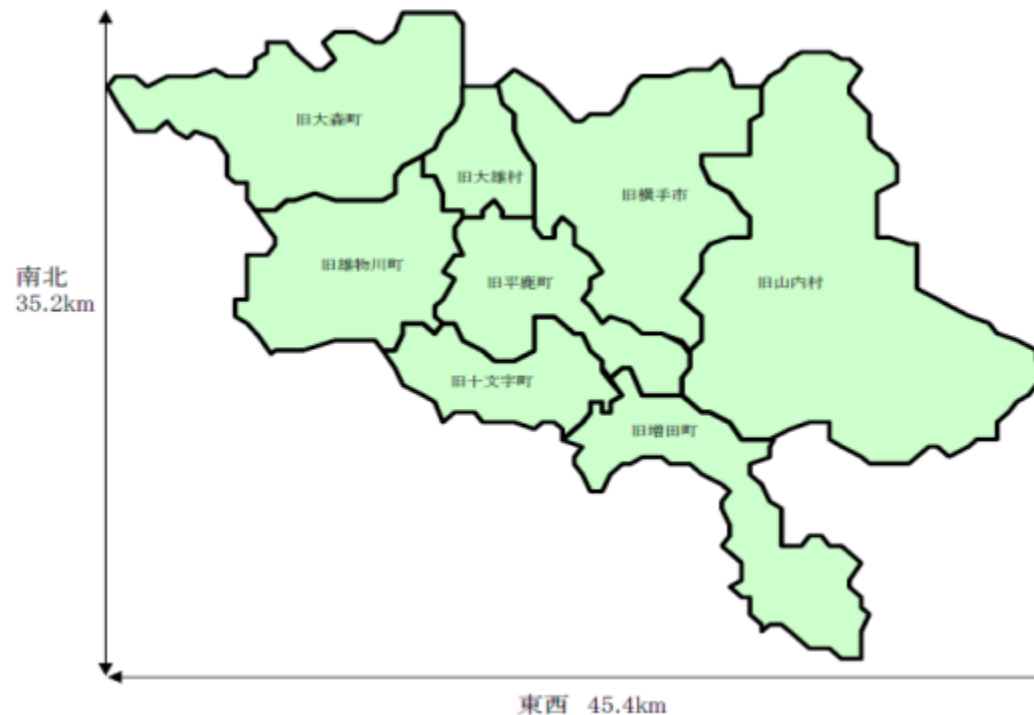 旧大森町
旧大雄村
旧横手市
旧雄物川町
旧平鹿町
旧山内村
南北
35.2km
旧十文字町
旧増田町
東西 45.4km